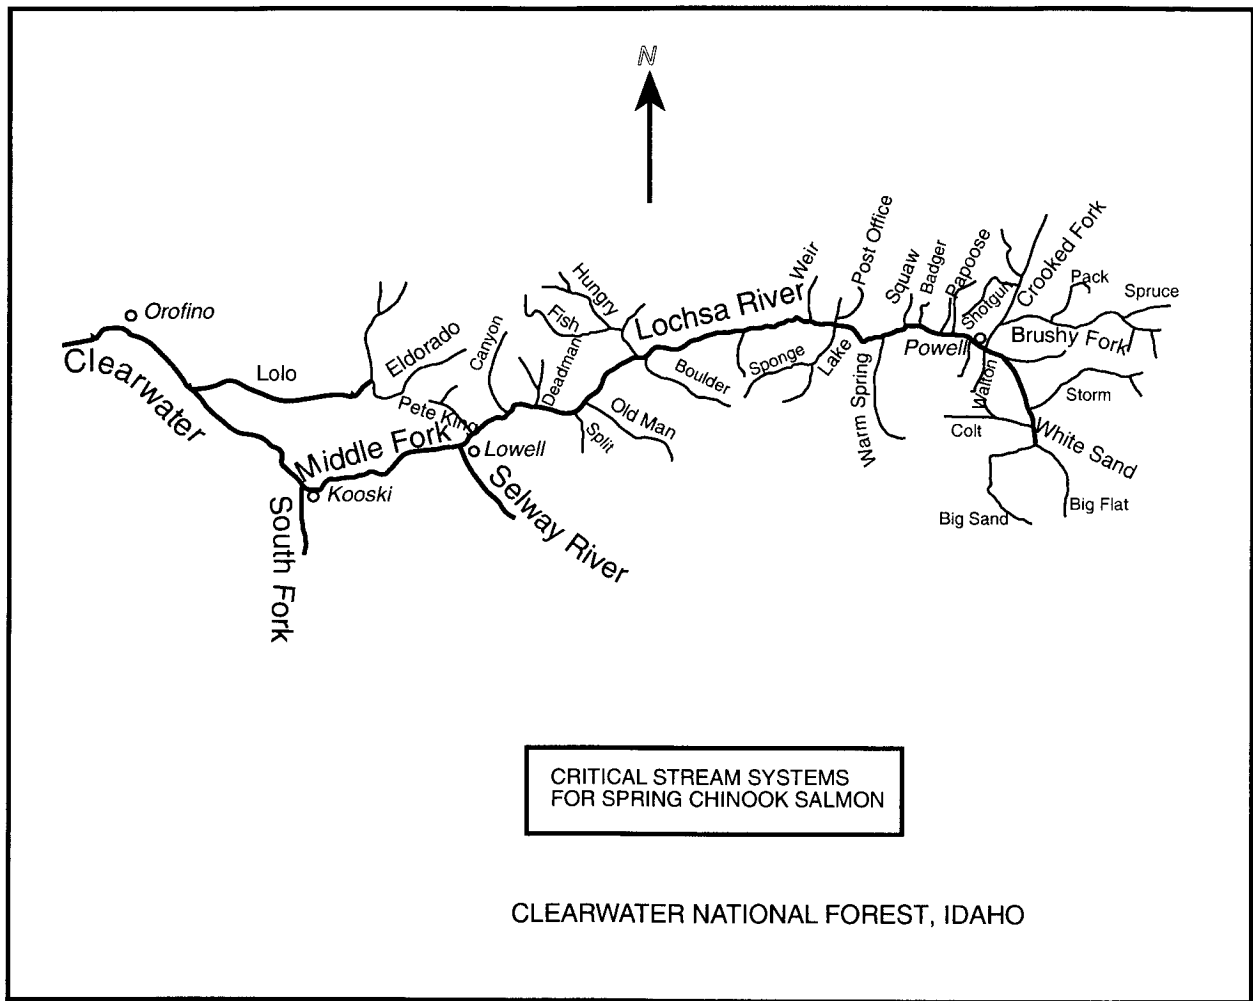 N
Orofino
Clearwater
Lolo
Eldorado
Canyon
Pete King
Middle Fork
Lowell
Kooski
South Fork
Selway River
Hungry
Fish
Deadman
Split
Old Man
Boulder
Lochsa River
Weir
Post Office
Sponge
Lake
Warm Spring
Squaw
Badger
Papoose
Powell
Shotgun
Crooked Fork
Pack
Spruce
Brushy Fork
Walton
Storm
Colt
White Sand
Big Sand
Big Flat
CRITICAL STREAM SYSTEMS
FOR SPRING CHINOOK SALMON
CLEARWATER NATIONAL FOREST, IDAHO